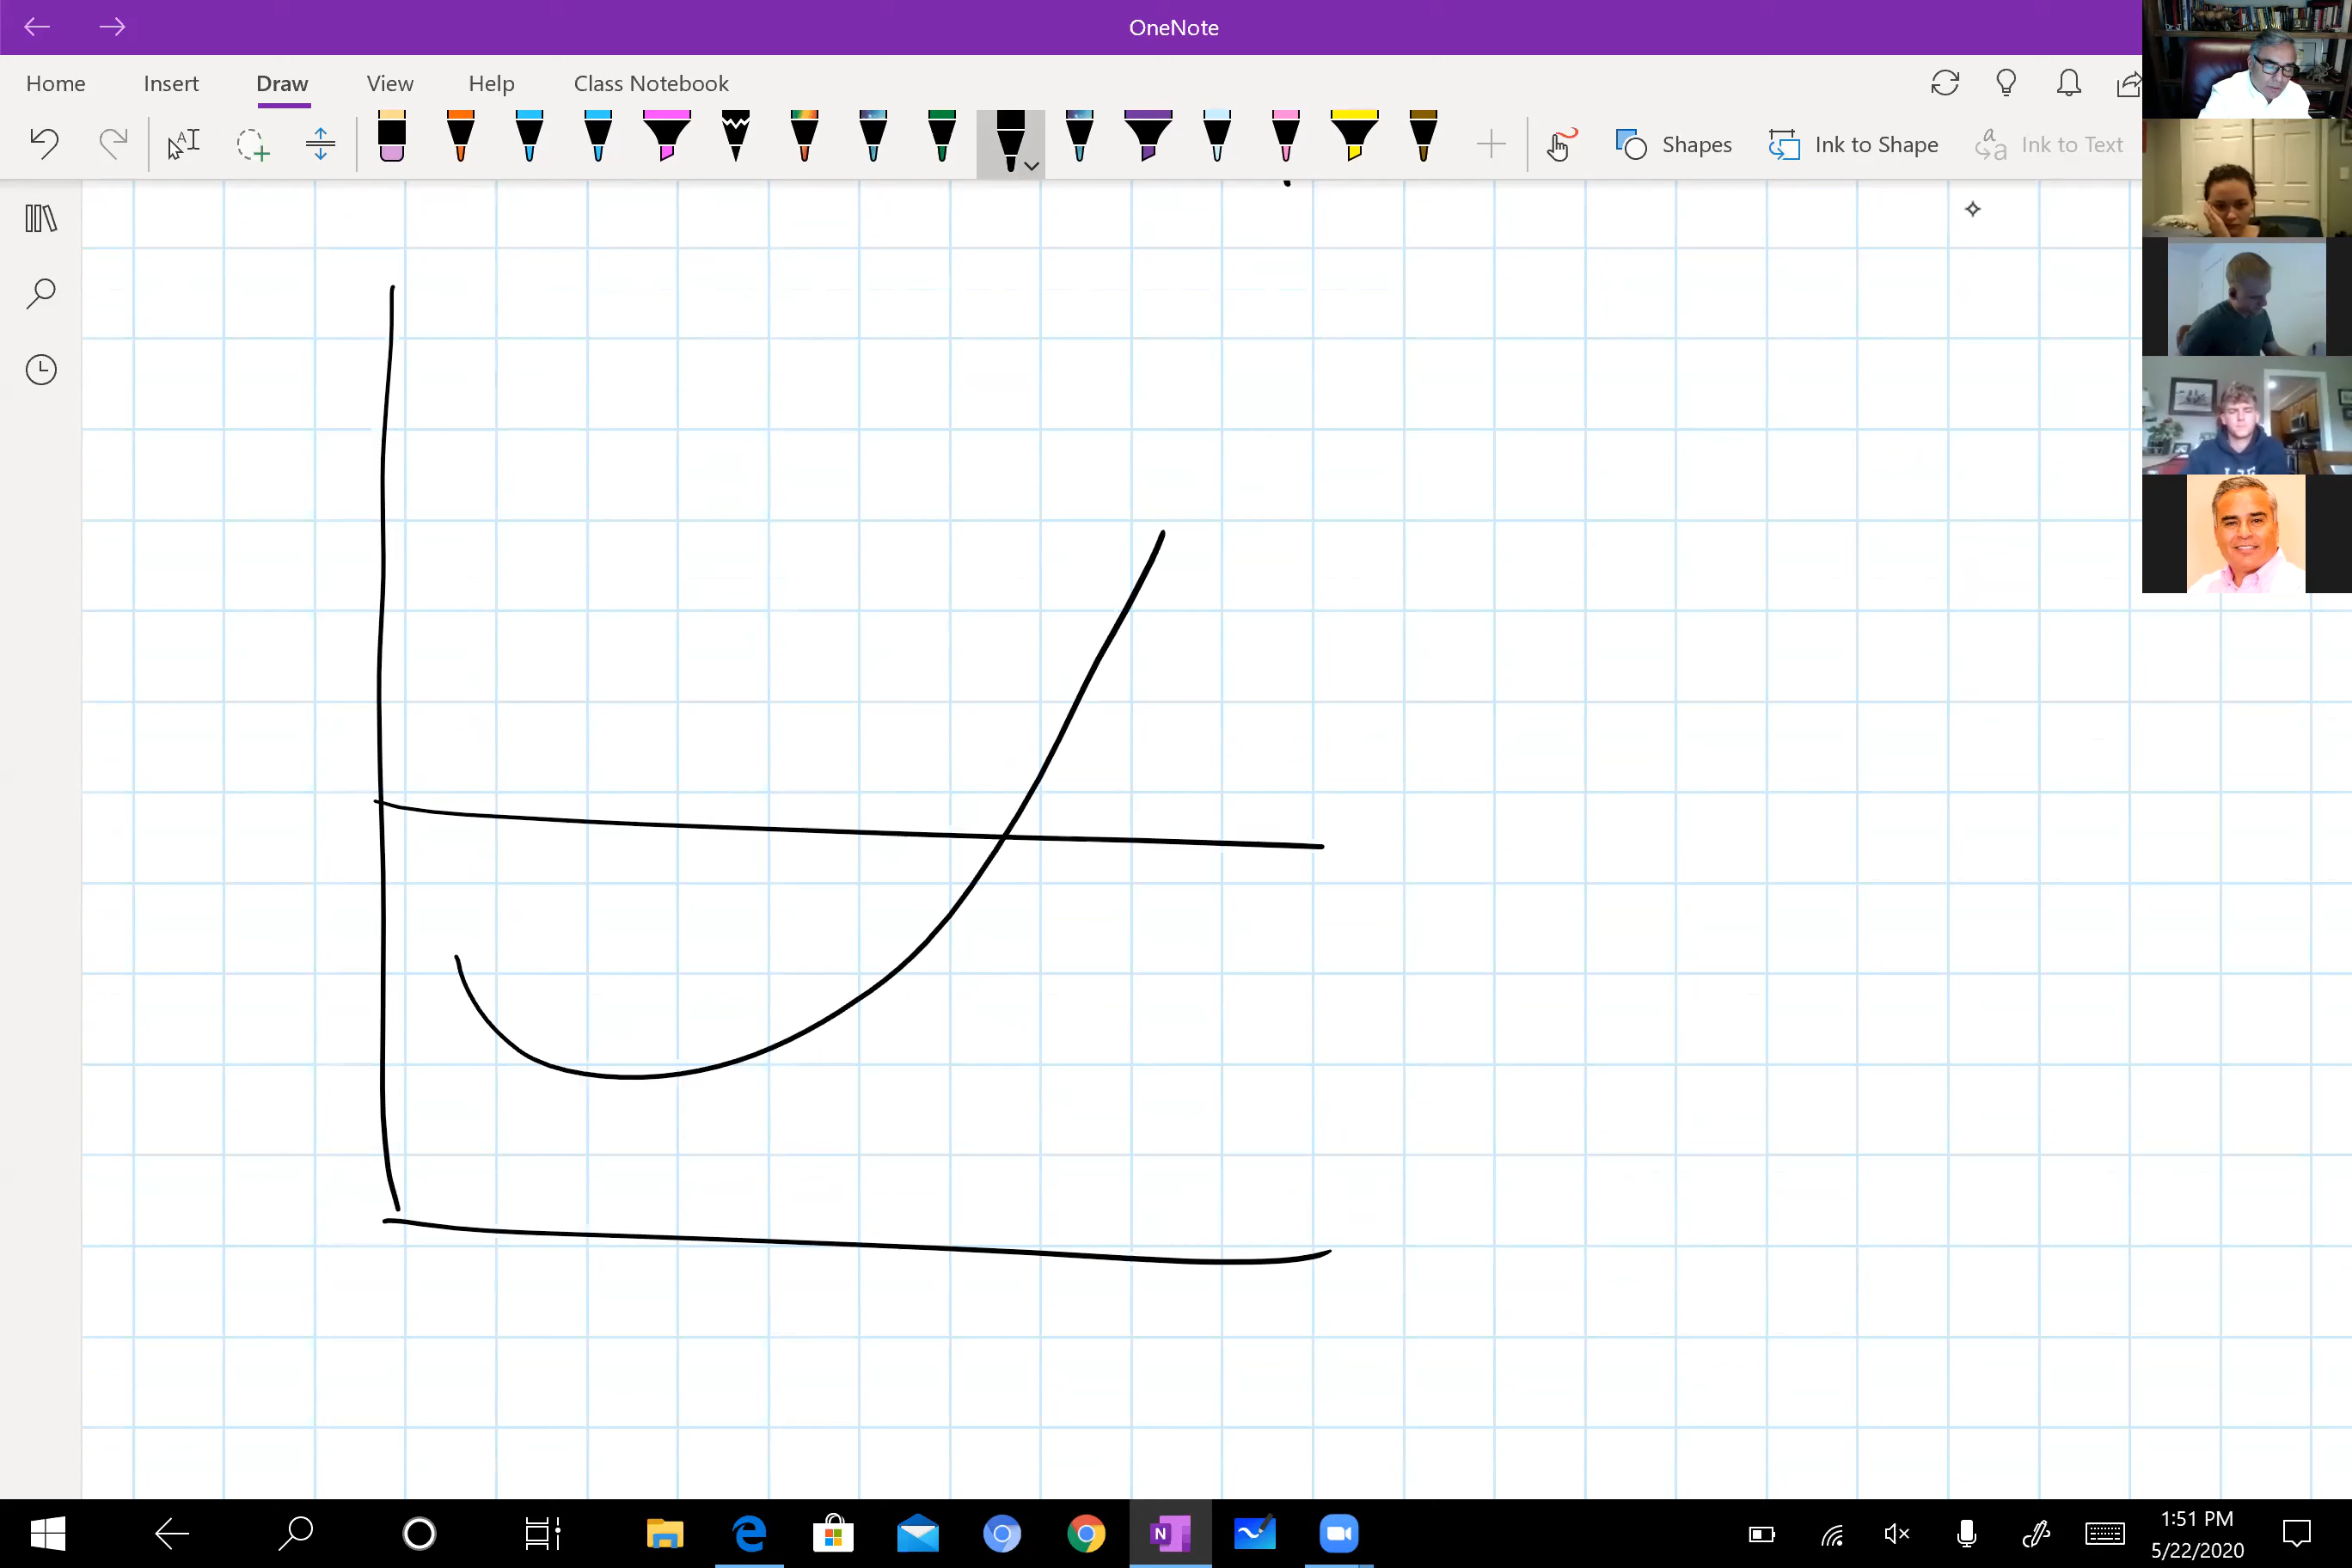 OneNote
Home Insert Draw View Help Class Notebook
Shapes Ink to Shape Ink to Text
1:51 PM
5/22/2020